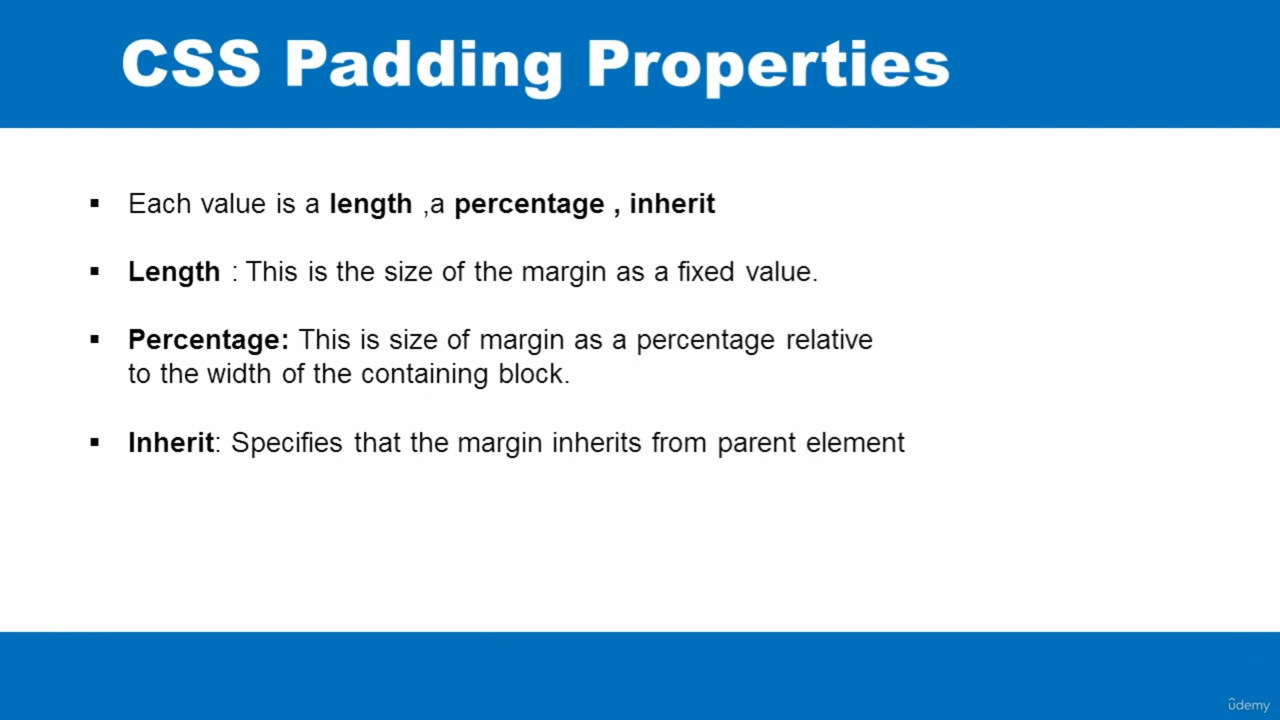 CSS Padding Properties
▪ Each value is a length ,a percentage , inherit
▪ Length : This is the size of the margin as a fixed value.
▪ Percentage: This is size of margin as a percentage relative
to the width of the containing block.
▪ Inherit: Specifies that the margin inherits from parent element
ûdemy